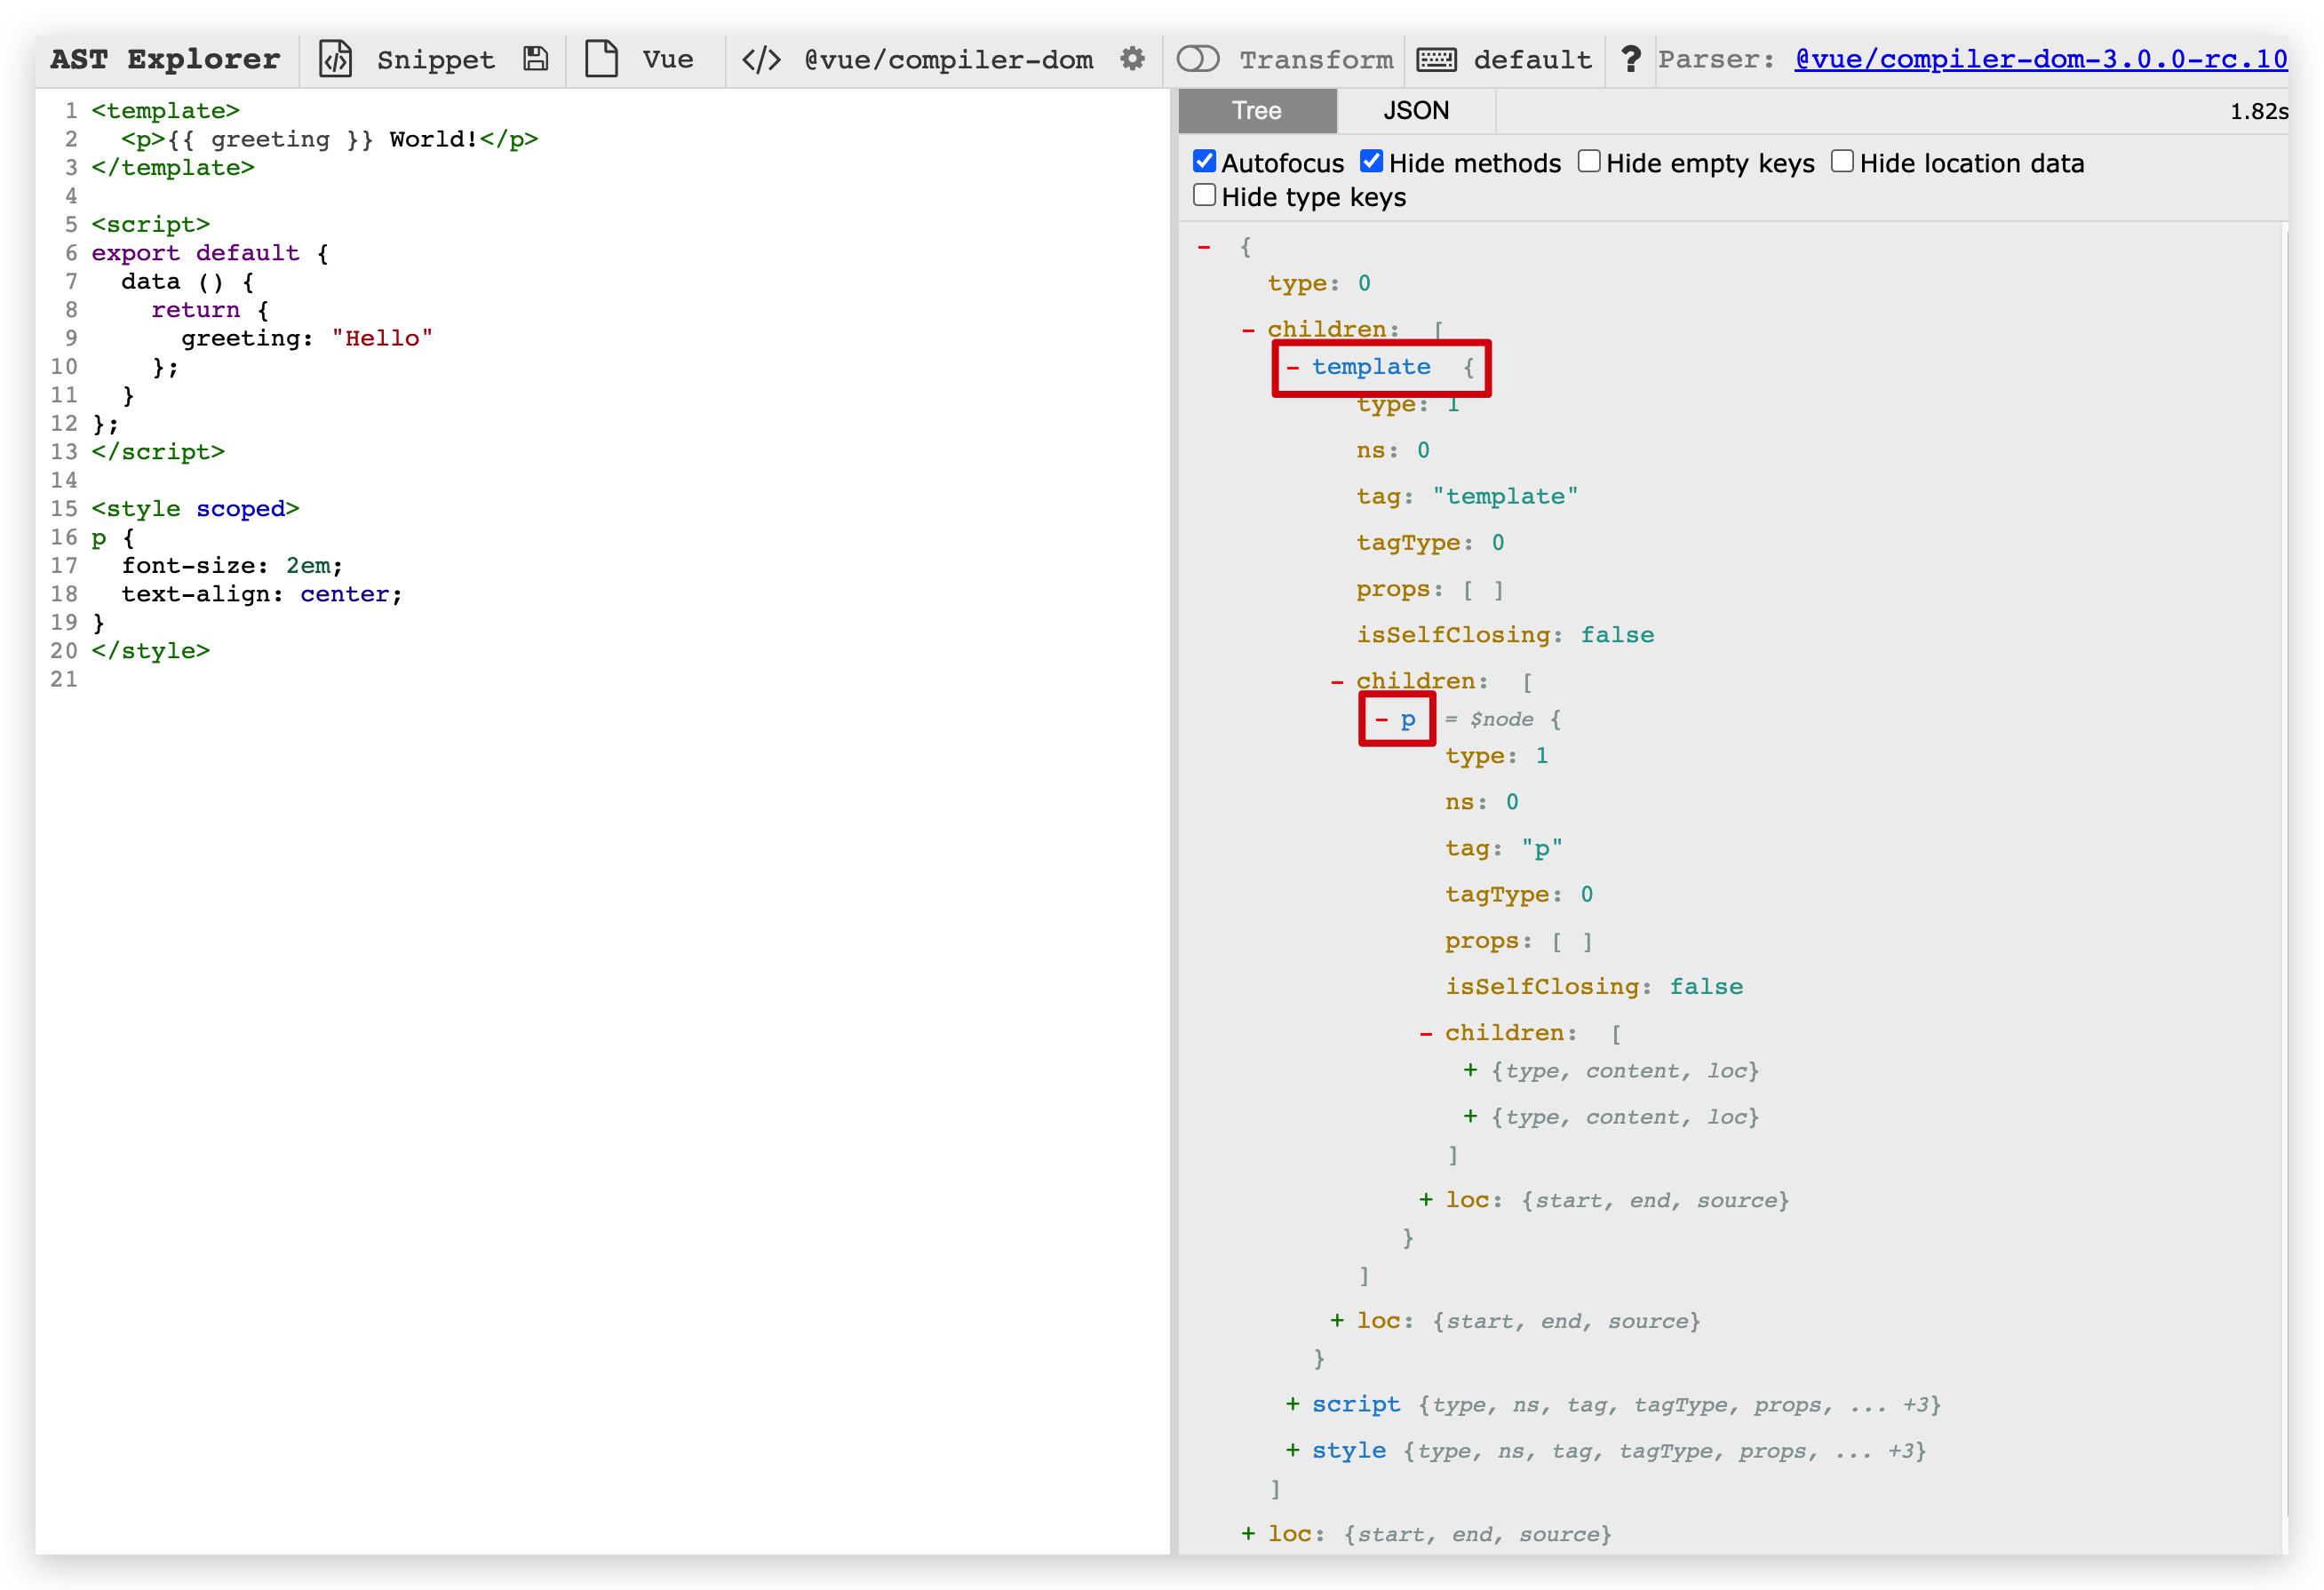 AST Explorer Snippet Vue </> @vue/compiler-dom Transform default ? Parser: @vue/compiler-dom-3.0.0-rc.10
1 <template>
2   <p>{{ greeting }} World!</p>
3 </template>
4
5 <script>
6 export default {
7   data () {
8     return {
9       greeting: "Hello"
10     };
11   }
12 };
13 </script>
14
15 <style scoped>
16 p {
17   font-size: 2em;
18   text-align: center;
19 }
20 </style>
21
Tree JSON 1.82s
Autofocus Hide methods Hide empty keys Hide location data
Hide type keys
- {
type: 0
- children: [
- template {
type: 1
ns: 0
tag: "template"
tagType: 0
props: [ ]
isSelfClosing: false
- children: [
- p = $node {
type: 1
ns: 0
tag: "p"
tagType: 0
props: [ ]
isSelfClosing: false
- children: [
+ {type, content, loc}
+ {type, content, loc}
]
+ loc: {start, end, source}
}
]
+ loc: {start, end, source}
}
+ script {type, ns, tag, tagType, props, ... +3}
+ style {type, ns, tag, tagType, props, ... +3}
]
+ loc: {start, end, source}